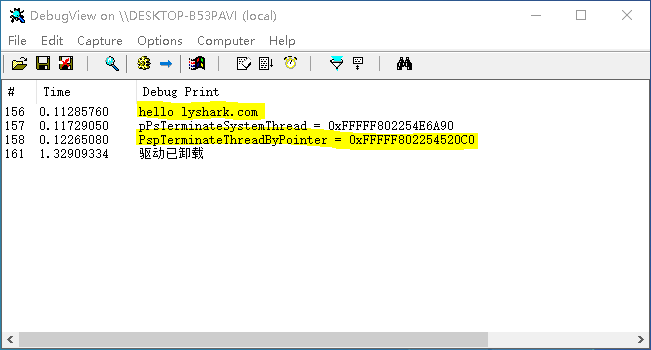 DebugView on \\DESKTOP-B53PAVI (local)
File Edit Capture Options Computer Help
# Time Debug Print
156 0.11285760 hello lyshark.com
157 0.11729050 pPsTerminateSystemThread = 0xFFFFF802254E6A90
158 0.12265080 PspTerminateThreadByPointer = 0xFFFFF802254520C0
161 1.32909334 驱动已卸载